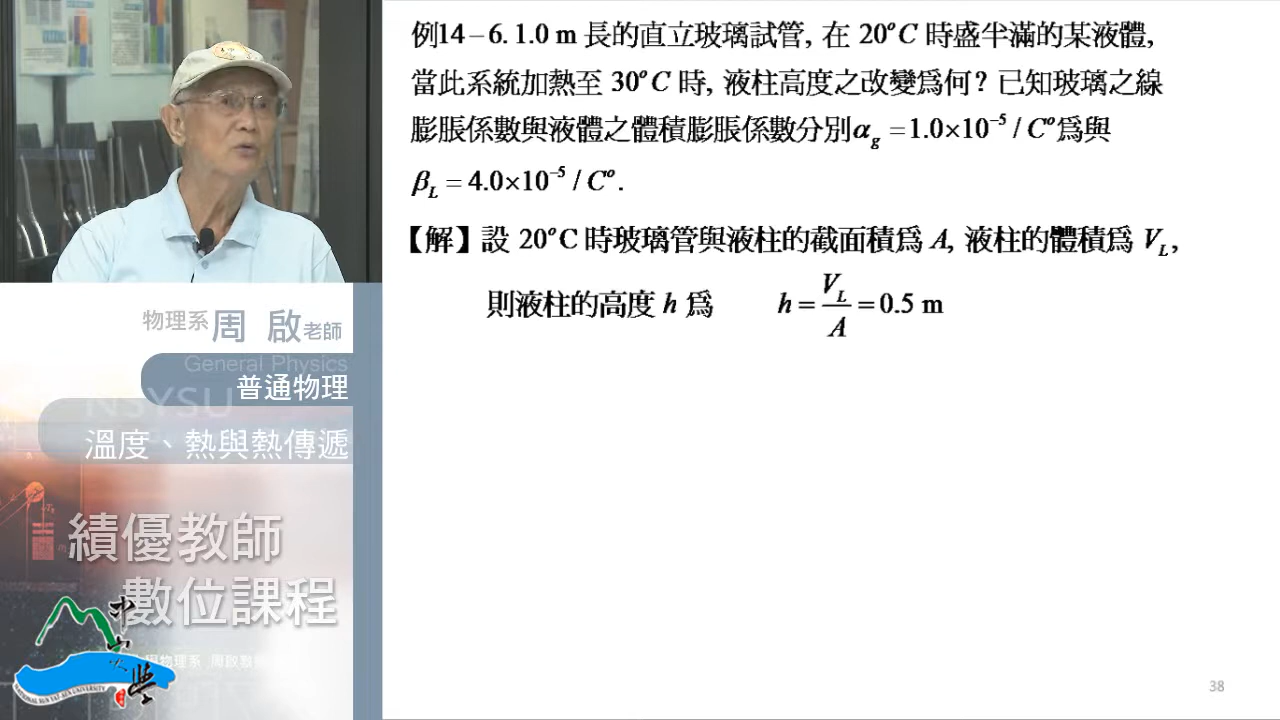 例14－6. 1.0 m 長的直立玻璃試管, 在 20°C 時盛半滿的某液體,
當此系統加熱至 30°C 時, 液柱高度之改變爲何? 已知玻璃之線
膨脹係數與液體之體積膨脹係數分別α_g = 1.0×10⁻⁵ / C°爲與
β_L = 4.0×10⁻⁵ / C°.
【解】設 20°C 時玻璃管與液柱的截面積爲 A, 液柱的體積爲 V_L,
則液柱的高度 h 爲 h = V_L / A = 0.5 m
物理系周 啟老師
General Physics
普通物理
NSYSU
溫度、熱與熱傳遞
績優教師
數位課程
38